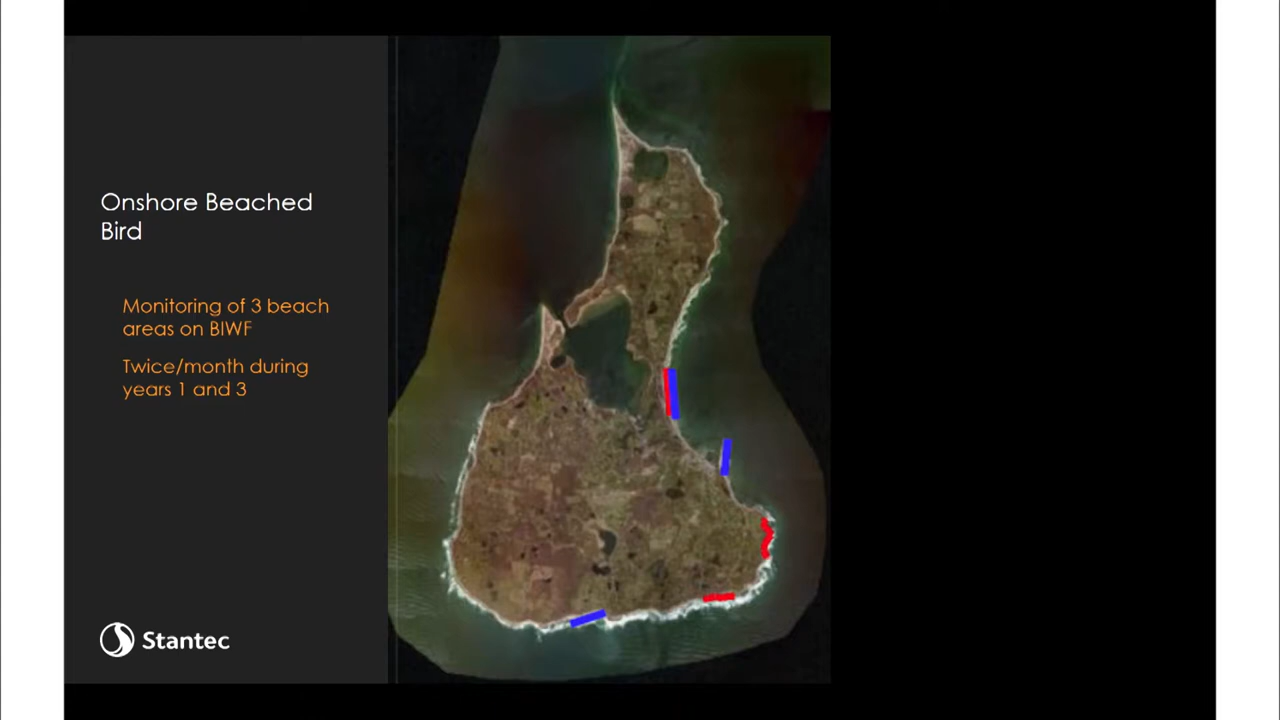 Onshore Beached
Bird
Monitoring of 3 beach
areas on BIWF
Twice/month during
years 1 and 3
Stantec